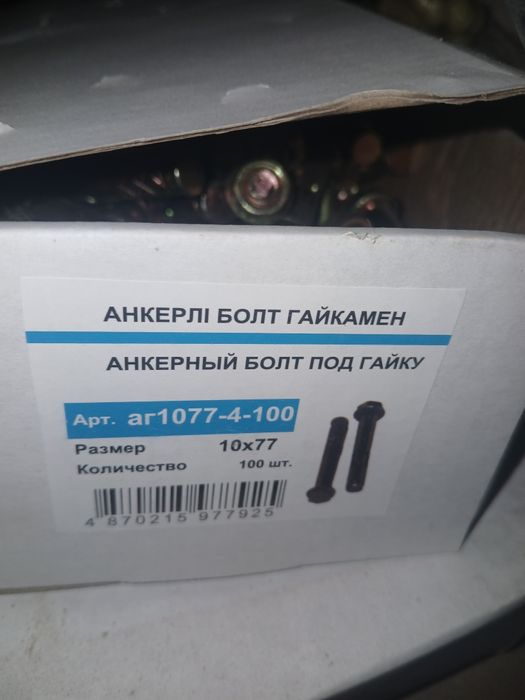 АНКЕРЛІ БОЛТ ГАЙКАМЕН
АНКЕРНЫЙ БОЛТ ПОД ГАЙКУ
Арт. аг1077-4-100
Размер 10х77
Количество 100 шт.
4 870215 977925